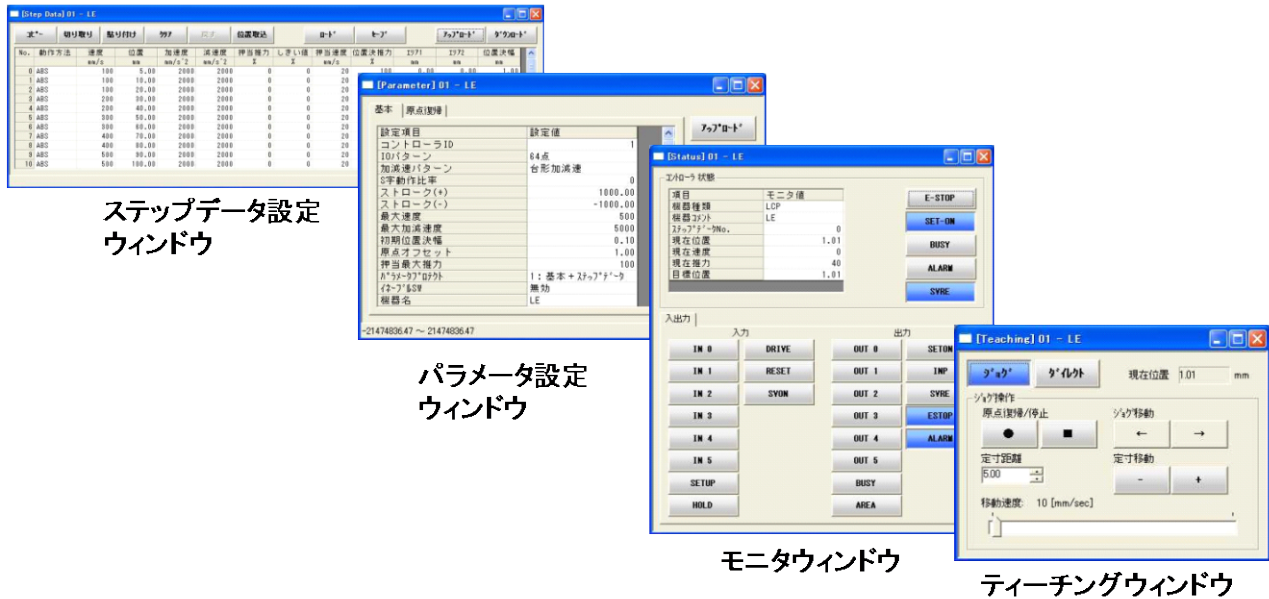 [Step Data] 01 - LE
コピー 切り取り 貼り付け クリア 戻す 位置取込 ロード セーブ アップロード ダウンロード
No. 動作方法 速度 位置 加速度 減速度 押当推力 しきい値 押当速度 位置決推力 エリア1 エリア2 位置決幅
mm/s mm mm/s^2 mm/s^2 % % mm/s % mm mm mm
0 ABS 100 5.00 2000 2000 0 0 20 100 0.00 0.00 1.00
1 ABS 100 10.00 2000 2000 0 0 20
2 ABS 100 20.00 2000 2000 0 0 20
3 ABS 200 30.00 2000 2000 0 0 20
4 ABS 200 40.00 2000 2000 0 0 20
5 ABS 300 50.00 2000 2000 0 0 20
6 ABS 300 60.00 2000 2000 0 0 20
7 ABS 400 70.00 2000 2000 0 0 20
8 ABS 400 80.00 2000 2000 0 0 20
9 ABS 500 90.00 2000 2000 0 0 20
10 ABS 500 100.00 2000 2000 0 0 20
ステップデータ設定
ウィンドウ
[Parameter] 01 - LE
基本 原点復帰
アップロード
設定項目 設定値
コントローラID 1
IOパターン 64点
加減速パターン 台形加減速
S字動作比率 0
ストローク(+) 1000.00
ストローク(-) -1000.00
最大速度 500
最大加減速度 5000
初期位置決幅 0.10
原点オフセット 1.00
押当最大推力 100
パラメータプロテクト 1：基本＋ステップデータ
イネーブルSW 無効
機器名 LE
-21474836.47 ～ 21474836.47
パラメータ設定
ウィンドウ
[Status] 01 - LE
コントローラ 状態
項目 モニタ値
機器種類 LCP
機器コメント LE
ステップデータNo. 0
現在位置 1.01
現在速度 0
現在推力 40
目標位置 1.01
E-STOP
SET-ON
BUSY
ALARM
SVRE
入出力
入力 出力
IN 0 DRIVE OUT 0 SETON
IN 1 RESET OUT 1 INP
IN 2 SVON OUT 2 SVRE
IN 3 OUT 3 ESTOP
IN 4 OUT 4 ALARM
IN 5 OUT 5
SETUP BUSY
HOLD AREA
モニタウィンドウ
[Teaching] 01 - LE
ジョグ ダイレクト 現在位置 1.01 mm
ジョグ操作
原点復帰/停止 ジョグ移動
● ■ ← →
定寸距離 定寸移動
5.00 - +
移動速度: 10 [mm/sec]
ティーチングウィンドウ